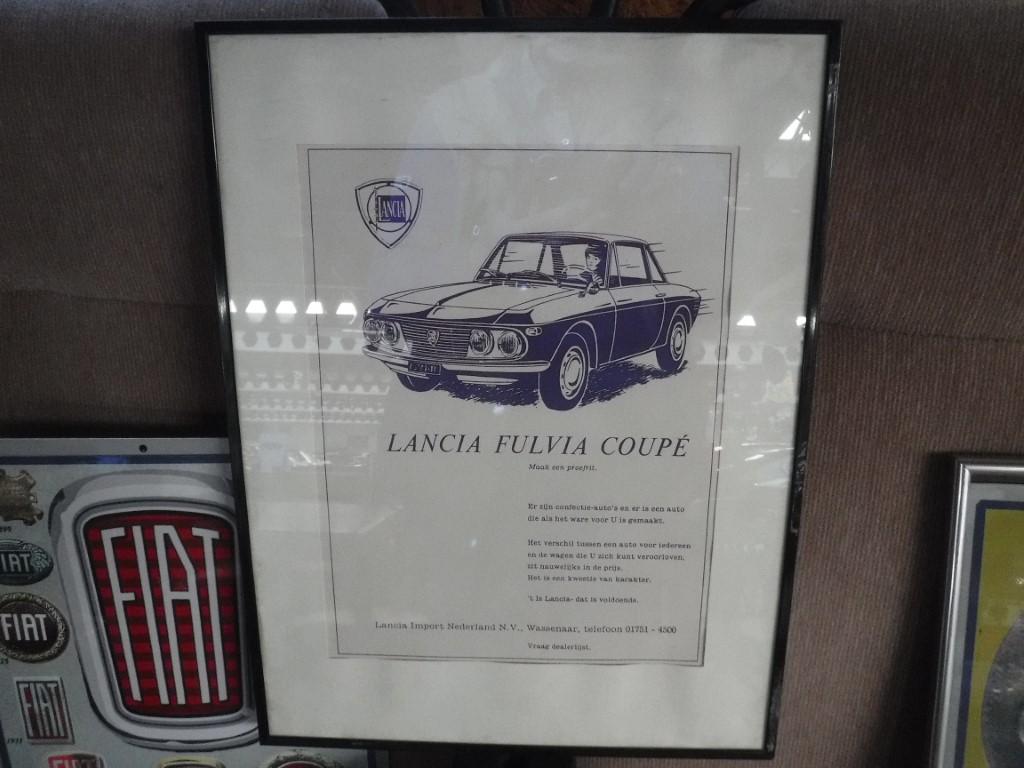 LANCIA
LANCIA FULVIA COUPÉ
Maak een proefrit.
Er zijn confectie-auto's en er is een auto
die als het ware voor U is gemaakt.
Het verschil tussen een auto voor iedereen
en de wagen die U zich kunt veroorloven,
zit nauwelijks in de prijs.
Het is een kwestie van karakter.
't Is Lancia- dat is voldoende.
Lancia Import Nederland N.V., Wassenaar, telefoon 01751 - 4500
Vraag dealerlijst.
FIAT
FIAT
FIAT
FIAT
FIAT